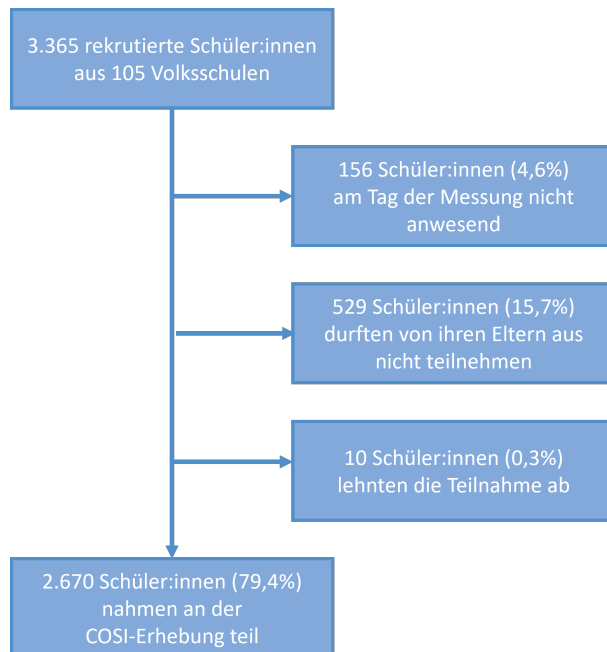 3.365 rekrutierte Schüler:innen
aus 105 Volksschulen
156 Schüler:innen (4,6%)
am Tag der Messung nicht
anwesend
529 Schüler:innen (15,7%)
durften von ihren Eltern aus
nicht teilnehmen
10 Schüler:innen (0,3%)
lehnten die Teilnahme ab
2.670 Schüler:innen (79,4%)
nahmen an der
COSI-Erhebung teil